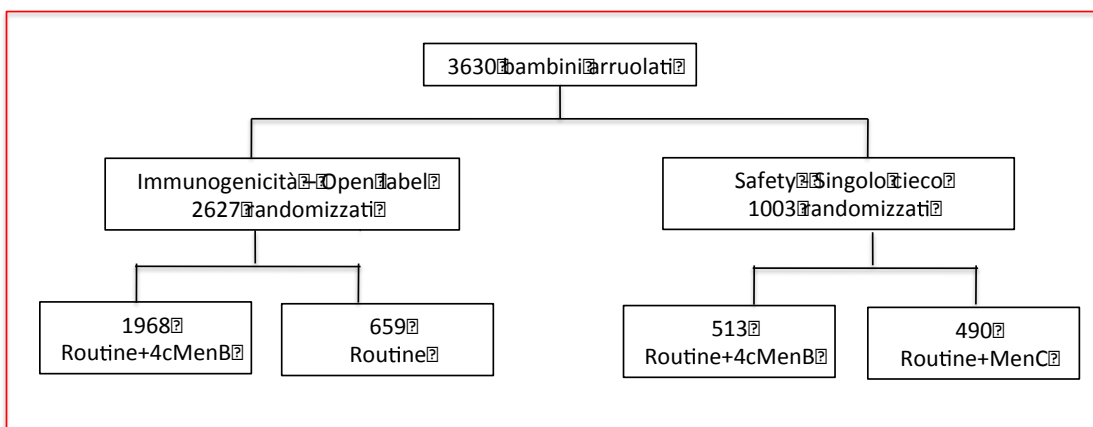 3630 bambini arruolati
Immunogenicità – Open label
2627 randomizzati
Safety – Singolo cieco
1003 randomizzati
1968
Routine+4cMenB
659
Routine
513
Routine+4cMenB
490
Routine+MenC